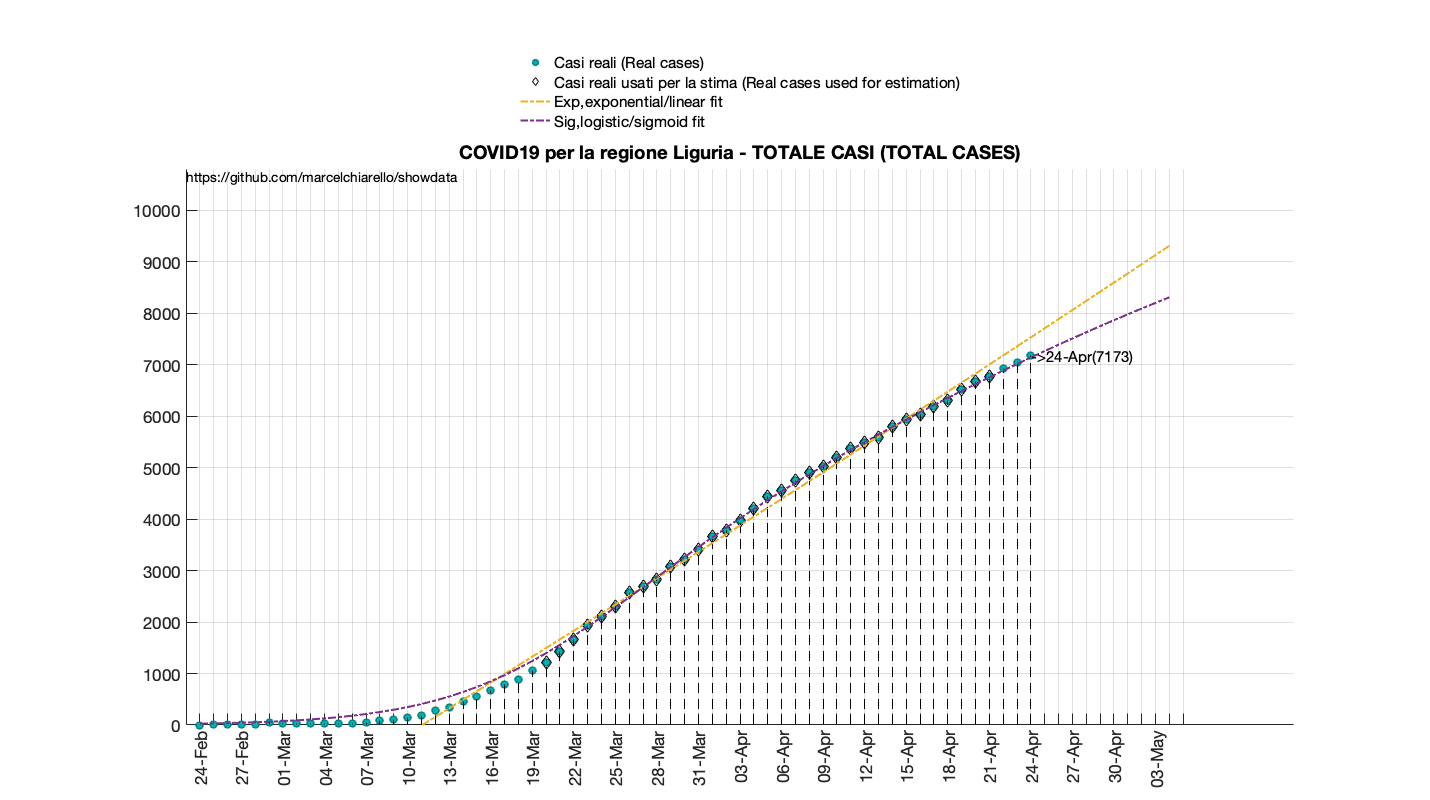 Casi reali (Real cases)
Casi reali usati per la stima (Real cases used for estimation)
Exp,exponential/linear fit
Sig,logistic/sigmoid fit
COVID19 per la regione Liguria - TOTALE CASI (TOTAL CASES)
https://github.com/marcelchiarello/showdata
10000
9000
8000
7000
6000
5000
4000
3000
2000
1000
0
->24-Apr(7173)
24-Feb
27-Feb
01-Mar
04-Mar
07-Mar
10-Mar
13-Mar
16-Mar
19-Mar
22-Mar
25-Mar
28-Mar
31-Mar
03-Apr
06-Apr
09-Apr
12-Apr
15-Apr
18-Apr
21-Apr
24-Apr
27-Apr
30-Apr
03-May